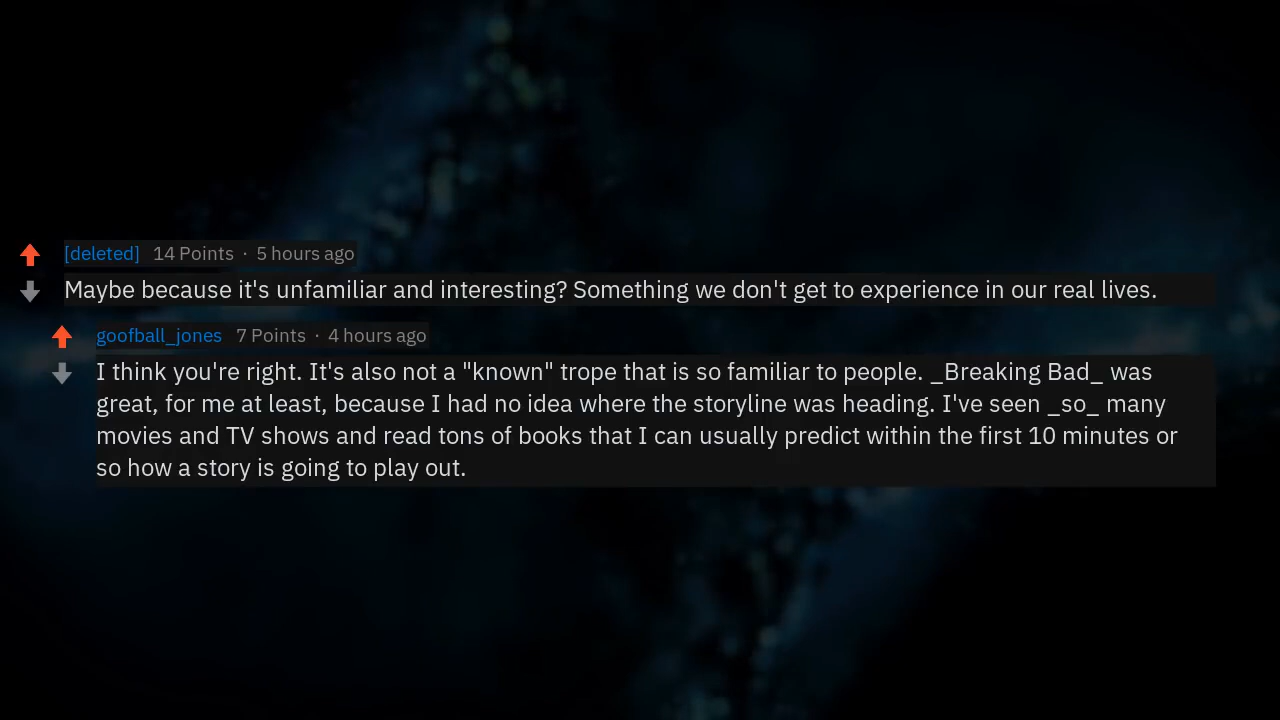 [deleted] 14 Points · 5 hours ago
Maybe because it's unfamiliar and interesting? Something we don't get to experience in our real lives.
goofball_jones 7 Points · 4 hours ago
I think you're right. It's also not a "known" trope that is so familiar to people. _Breaking Bad_ was
great, for me at least, because I had no idea where the storyline was heading. I've seen _so_ many
movies and TV shows and read tons of books that I can usually predict within the first 10 minutes or
so how a story is going to play out.